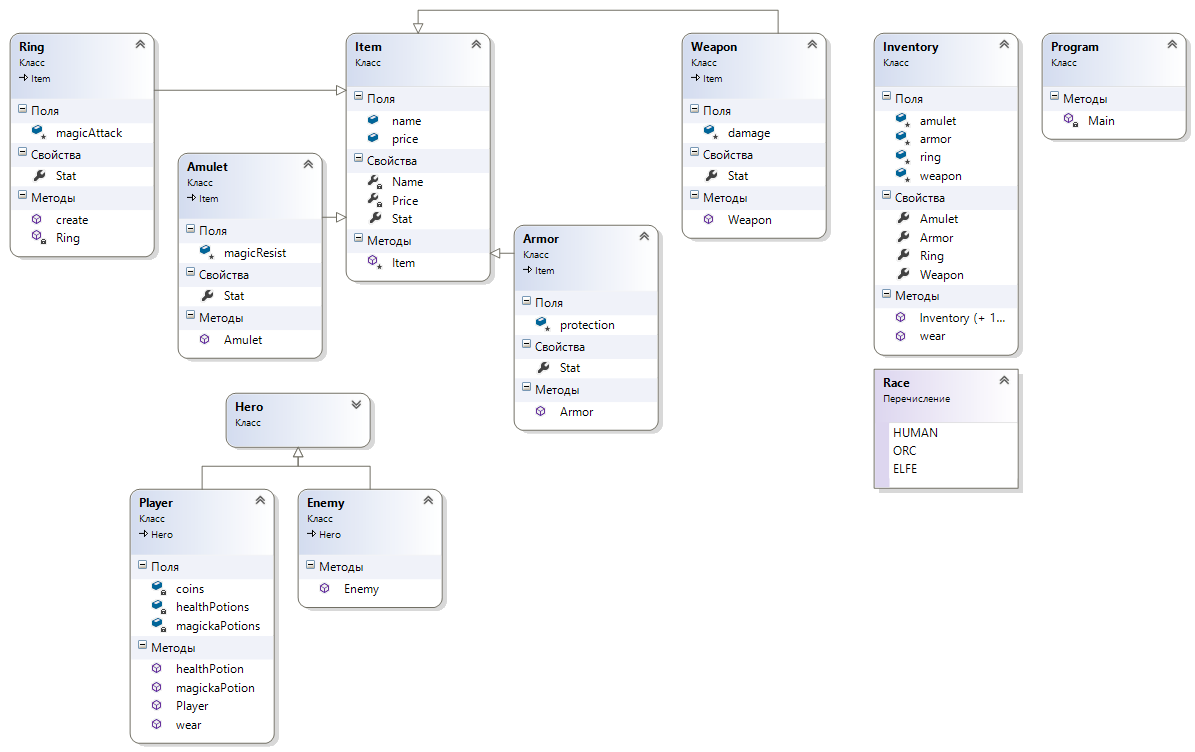 Ring
Класс
Item
Поля
magicAttack
Свойства
Stat
Методы
create
Ring
Amulet
Класс
Item
Поля
magicResist
Свойства
Stat
Методы
Amulet
Item
Класс
Поля
name
price
Свойства
Name
Price
Stat
Методы
Item
Armor
Класс
Item
Поля
protection
Свойства
Stat
Методы
Armor
Weapon
Класс
Item
Поля
damage
Свойства
Stat
Методы
Weapon
Inventory
Класс
Поля
amulet
armor
ring
weapon
Свойства
Amulet
Armor
Ring
Weapon
Методы
Inventory (+ 1...
wear
Program
Класс
Методы
Main
Race
Перечисление
HUMAN
ORC
ELFE
Hero
Класс
Player
Класс
Hero
Поля
coins
healthPotions
magickaPotions
Методы
healthPotion
magickaPotion
Player
wear
Enemy
Класс
Hero
Методы
Enemy